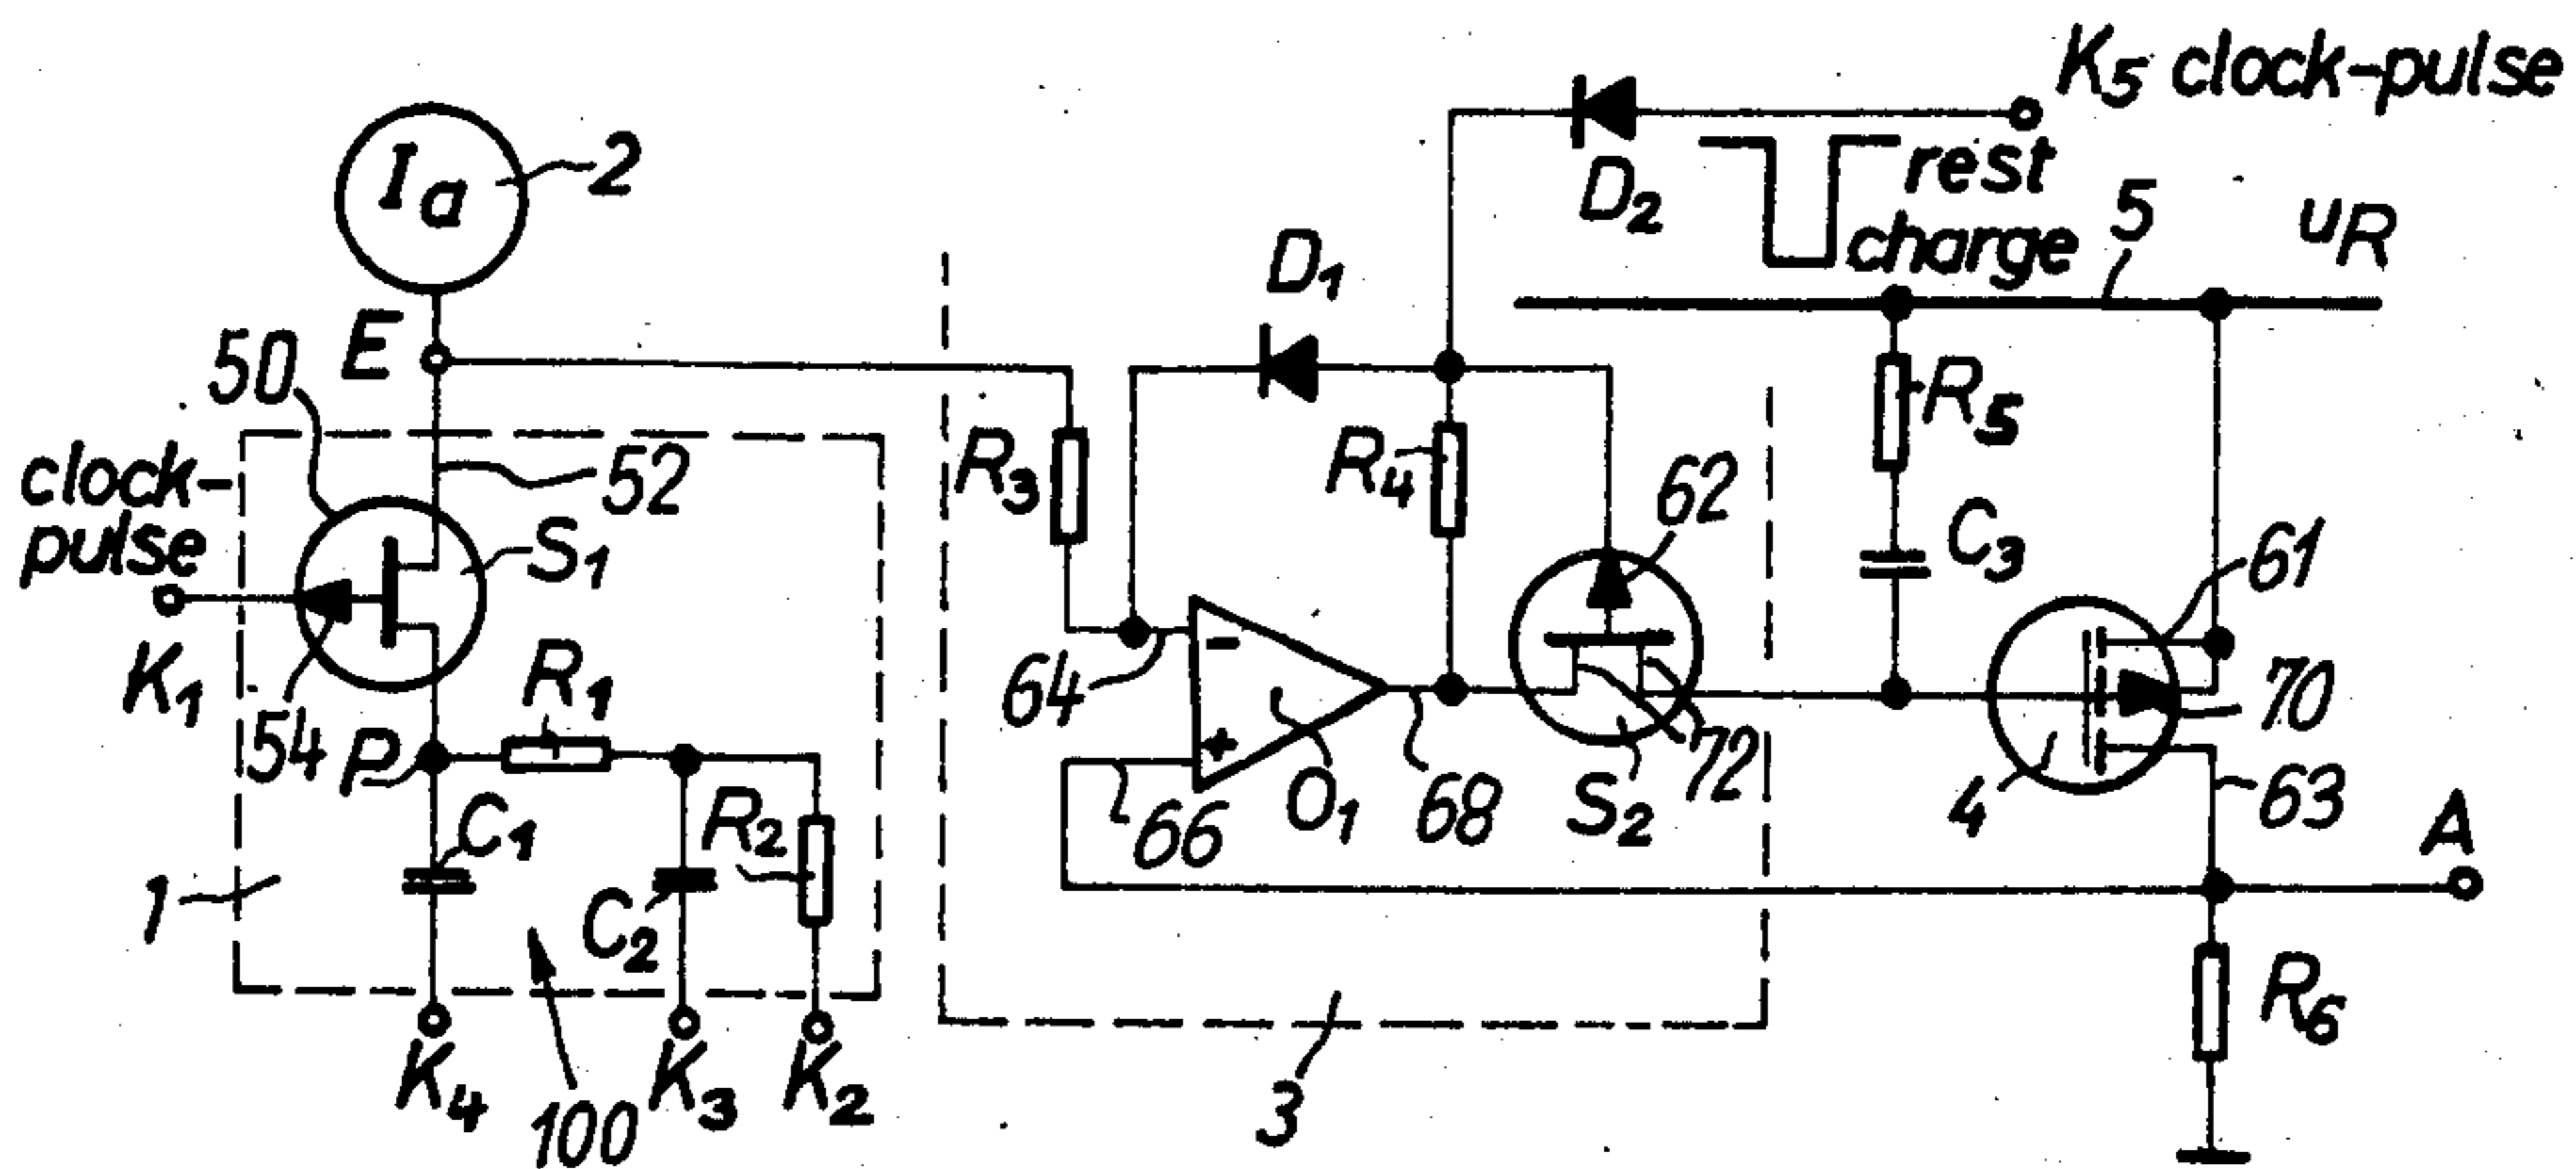 K5 clock-pulse
Ia
2
rest
D2
5
uR
charge
D1
E
50
R5
clock-
pulse
52
R3
R4
62
C3
61
S1
K1
R1
64
70
54
P
C1
R2
66
O1
68
S2
72
4
63
A
1
C2
R6
K4
100
K3
K2
3
-
+